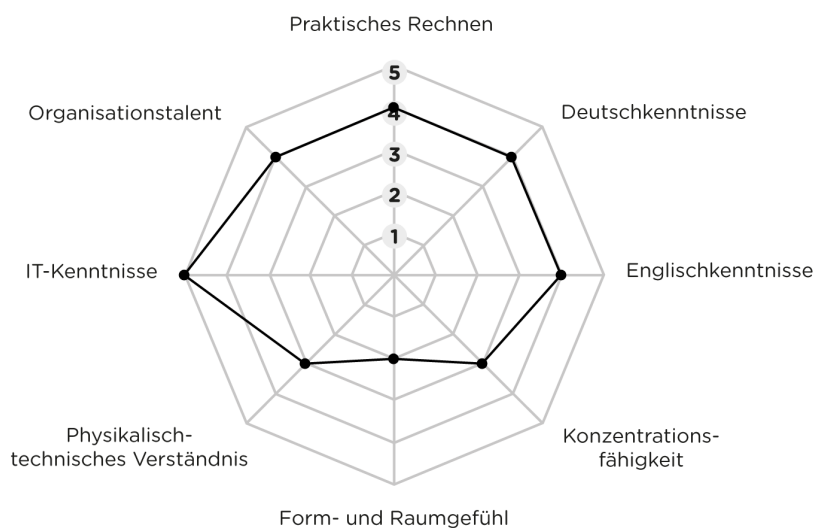 Praktisches Rechnen
5
Organisationstalent
4
Deutschkenntnisse
3
2
1
IT-Kenntnisse
Englischkenntnisse
Physikalisch-
technisches Verständnis
Konzentrations-
fähigkeit
Form- und Raumgefühl